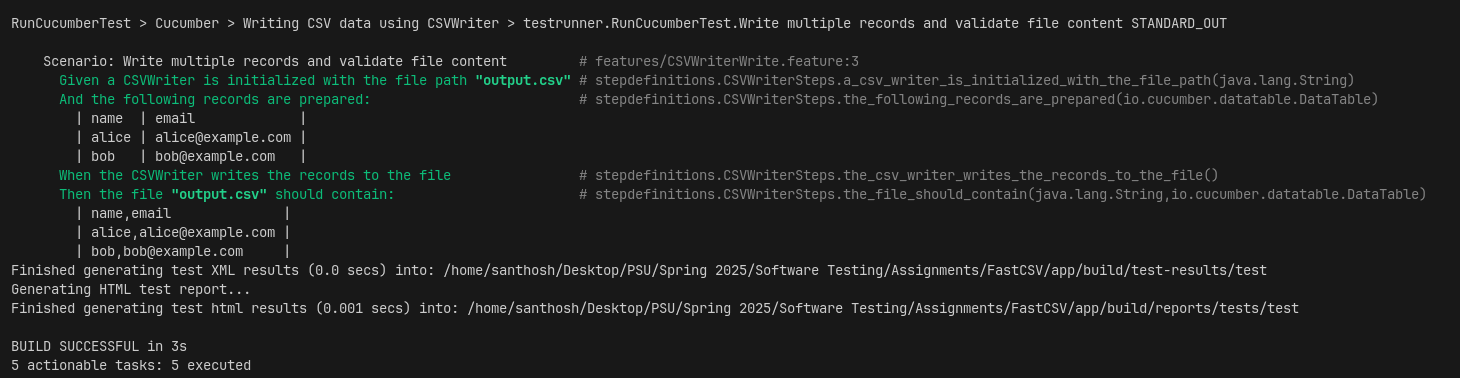 RunCucumberTest > Cucumber > Writing CSV data using CSVWriter > testrunner.RunCucumberTest.Write multiple records and validate file content STANDARD_OUT
Scenario: Write multiple records and validate file content # features/CSVWriterWrite.feature:3
Given a CSVWriter is initialized with the file path "output.csv" # stepdefinitions.CSVWriterSteps.a_csv_writer_is_initialized_with_the_file_path(java.lang.String)
And the following records are prepared: # stepdefinitions.CSVWriterSteps.the_following_records_are_prepared(io.cucumber.datatable.DataTable)
| name | email |
| alice | alice@example.com |
| bob | bob@example.com |
When the CSVWriter writes the records to the file # stepdefinitions.CSVWriterSteps.the_csv_writer_writes_the_records_to_the_file()
Then the file "output.csv" should contain: # stepdefinitions.CSVWriterSteps.the_file_should_contain(java.lang.String,io.cucumber.datatable.DataTable)
| name,email |
| alice,alice@example.com |
| bob,bob@example.com |
Finished generating test XML results (0.0 secs) into: /home/santhosh/Desktop/PSU/Spring 2025/Software Testing/Assignments/FastCSV/app/build/test-results/test
Generating HTML test report...
Finished generating test html results (0.001 secs) into: /home/santhosh/Desktop/PSU/Spring 2025/Software Testing/Assignments/FastCSV/app/build/reports/tests/test
BUILD SUCCESSFUL in 3s
5 actionable tasks: 5 executed